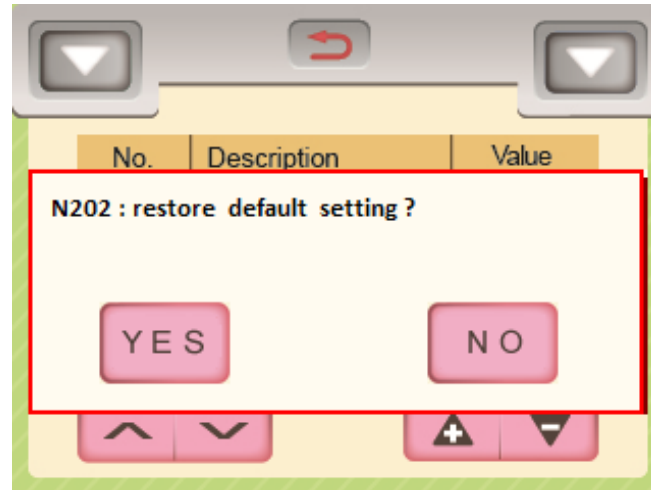 No. Description Value
N202 : restore default setting ?
YES NO